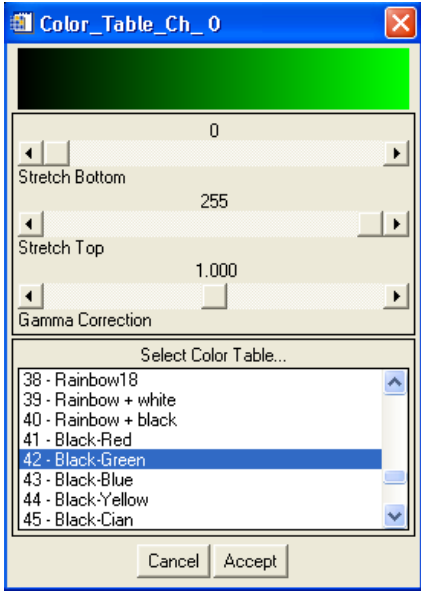 Color_Table_Ch_ 0
0
Stretch Bottom
255
Stretch Top
1.000
Gamma Correction
Select Color Table...
38 - Rainbow18
39 - Rainbow + white
40 - Rainbow + black
41 - Black-Red
42 - Black-Green
43 - Black-Blue
44 - Black-Yellow
45 - Black-Cian
Cancel Accept